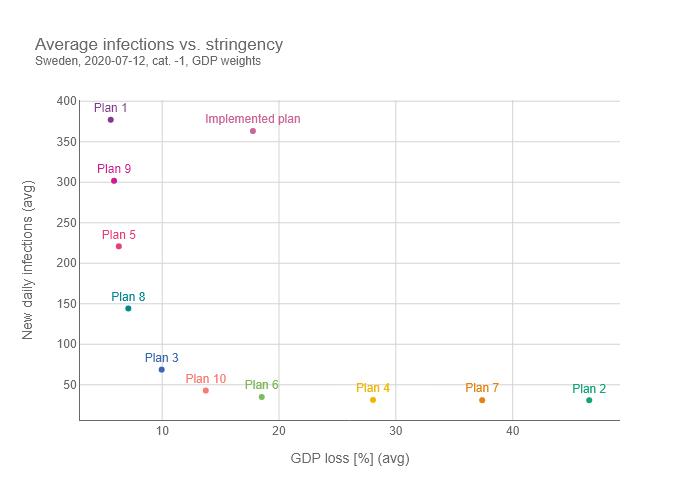 Average infections vs. stringency
Sweden, 2020-07-12, cat. -1, GDP weights
400
Plan 1
Implemented plan
350
Plan 9
300
Plan 5
250
200
Plan 8
150
100
Plan 3
Plan 10
Plan 6
Plan 4
Plan 7
Plan 2
50
New daily infections (avg)
10
20
30
40
GDP loss [%] (avg)